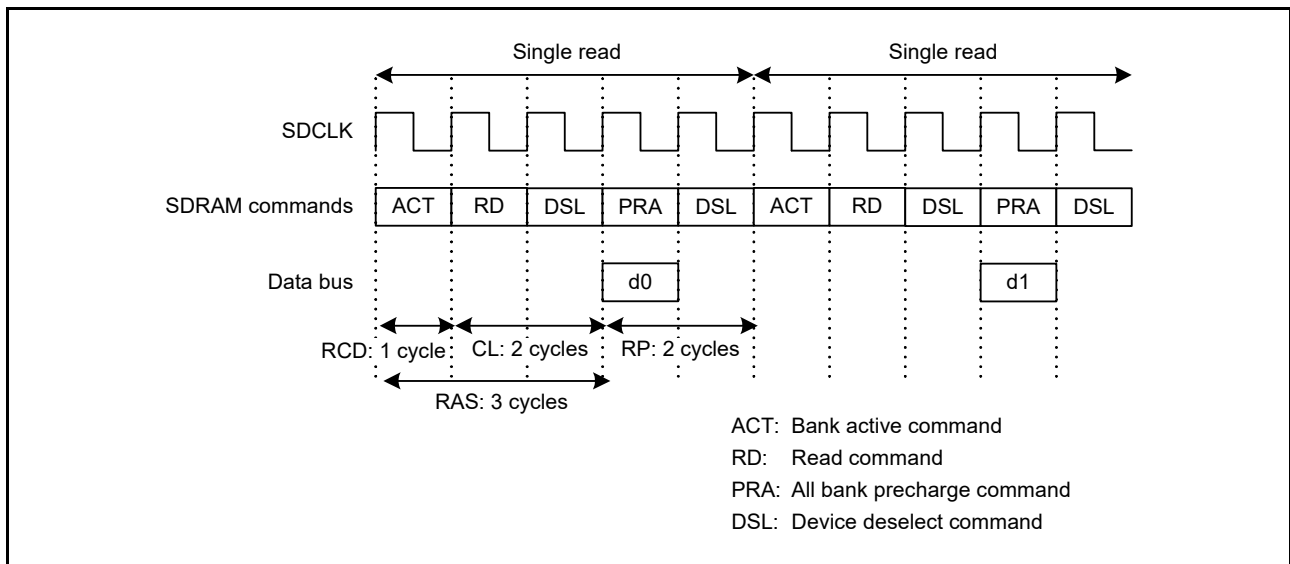 Single read Single read
SDCLK
SDRAM commands ACT RD DSL PRA DSL ACT RD DSL PRA DSL
Data bus d0 d1
RCD: 1 cycle CL: 2 cycles RP: 2 cycles
RAS: 3 cycles
ACT: Bank active command
RD: Read command
PRA: All bank precharge command
DSL: Device deselect command